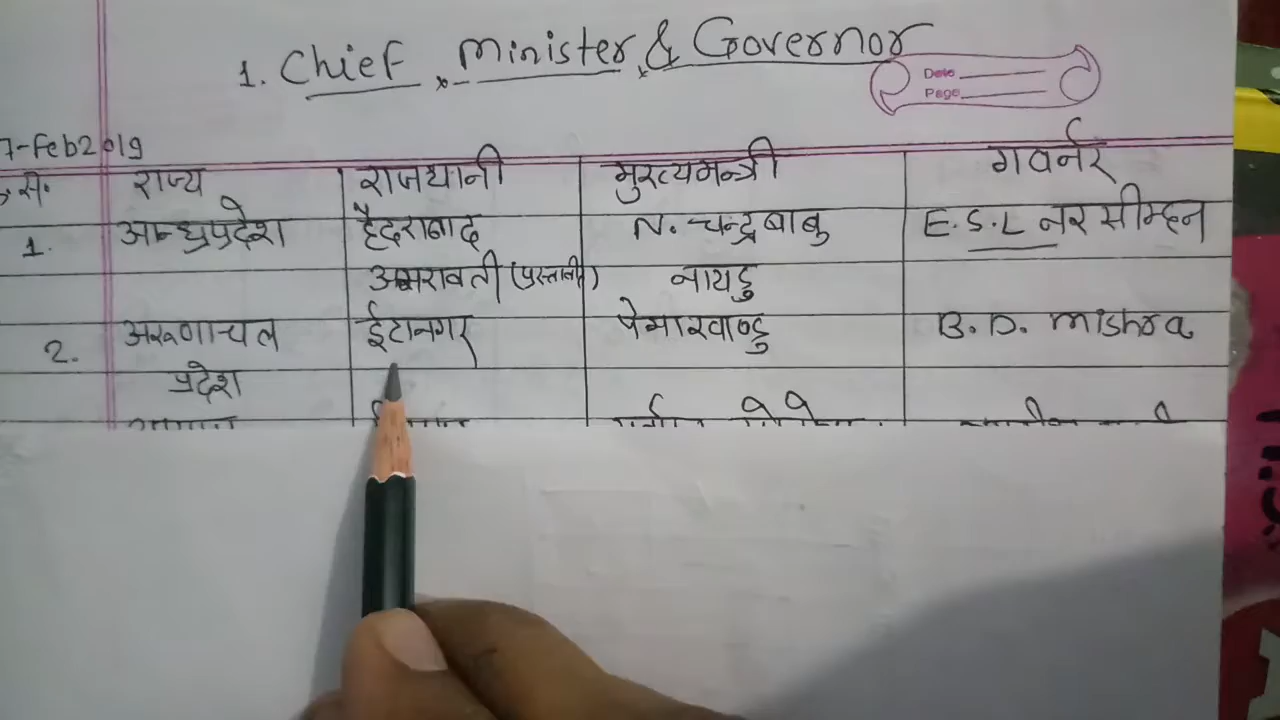 1. Chief Minister & Governor
Date
Page
7-Feb2019
क्र.सं. राज्य राजधानी मुख्यमन्त्री गवर्नर
1. आन्ध्रप्रदेश हैदराबाद N. चन्द्रबाबु E.S.L नरसीम्हन
अमरावती (प्रस्तावित) नायडु
2. अरूणाचल ईटानगर पेमाखाण्डु B.D. Mishra
प्रदेश